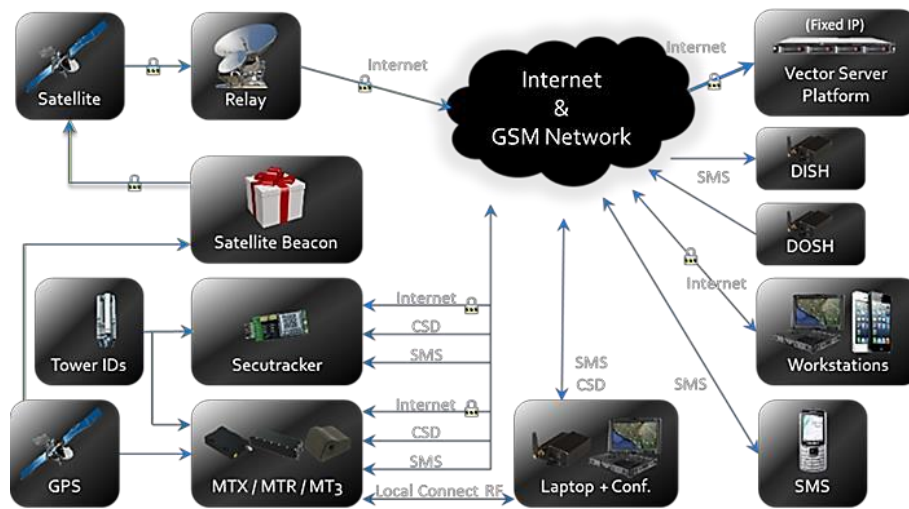 (Fixed IP)
Internet
Internet
Internet
&
GSM Network
Vector Server
Platform
Satellite
Relay
SMS
DISH
DOSH
Satellite Beacon
Internet
Internet
CSD
SMS
Tower IDs
Secutracker
Workstations
SMS
CSD
SMS
Internet
CSD
SMS
GPS
MTX / MTR / MT3
Local Connect RF
Laptop + Conf.
SMS